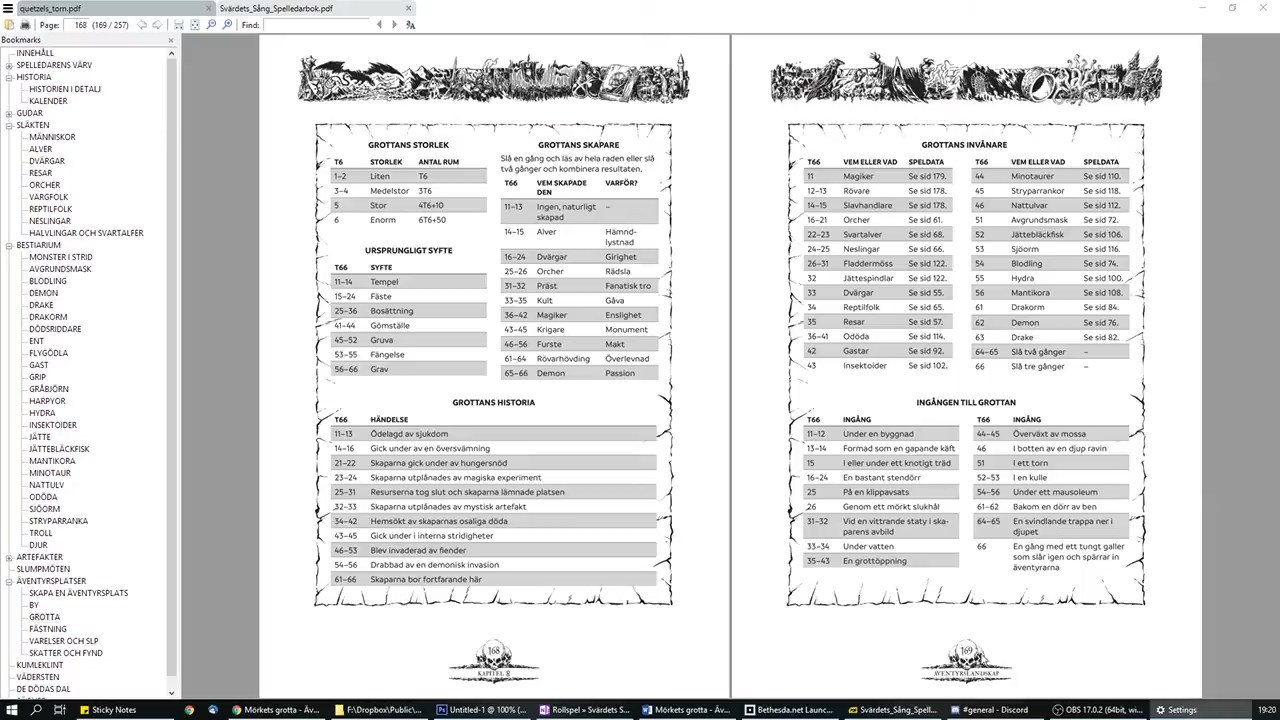 quetzels_torn.pdf
Svärdets_Sång_Spelledarbok.pdf
Page: 168 (169 / 257) Find:
Bookmarks
INNEHÅLL
SPELLEDARENS VÄRV
HISTORIA
HISTORIEN I DETALJ
KALENDER
GUDAR
SLÄKTEN
MÄNNISKOR
ALVER
DVÄRGAR
RESAR
ORCHER
VARGFOLK
REPTILFOLK
NESLINGAR
HALVLINGAR OCH SVARTALFER
BESTIARIUM
MONSTER I STRID
AVGRUNDSMASK
BLODLING
DEMON
DRAKE
DRAKORM
DÖDSRIDDARE
ENT
FLYGÖDLA
GAST
GRIP
GRÅBJÖRN
HARPYOR
HYDRA
INSEKTOIDER
JÄTTE
JÄTTEBLÄCKFISK
MANTIKORA
MINOTAUR
NATTULV
ODÖDA
SJÖORM
STRYPARRANKA
TROLL
DJUR
ARTEFAKTER
SLUMPMÖTEN
ÄVENTYRSPLATSER
SKAPA EN ÄVENTYRSPLATS
BY
GROTTA
FÄSTNING
VARELSER OCH SLP
SKATTER OCH FYND
KUMLEKLINT
VÄDERSTEN
DE DÖDAS DAL
GROTTANS STORLEK
T6 STORLEK ANTAL RUM
1–2 Liten T6
3–4 Medelstor 3T6
5 Stor 4T6+10
6 Enorm 6T6+50
URSPRUNGLIGT SYFTE
T66 SYFTE
11–14 Tempel
15–24 Fäste
25–36 Bosättning
41–44 Gömställe
45–52 Gruva
53–55 Fängelse
56–66 Grav
GROTTANS SKAPARE
Slå en gång och läs av hela raden eller slå
två gånger och kombinera resultaten.
T66 VEM SKAPADE VARFÖR?
DEN
11–13 Ingen, naturligt –
skapad
14–15 Alver Hämnd-
lystnad
16–24 Dvärgar Girighet
25–26 Orcher Rädsla
31–32 Präst Fanatisk tro
33–35 Kult Gåva
36–42 Magiker Enslighet
43–45 Krigare Monument
46–56 Furste Makt
61–64 Rövarhövding Överlevnad
65–66 Demon Passion
GROTTANS HISTORIA
T66 HÄNDELSE
11–13 Ödelagd av sjukdom
14–16 Gick under av en översvämning
21–22 Skaparna gick under av hungersnöd
23–24 Skaparna utplånades av magiska experiment
25–31 Resurserna tog slut och skaparna lämnade platsen
32–33 Skaparna utplånades av mystisk artefakt
34–42 Hemsökt av skaparnas osaliga döda
43–45 Gick under i interna stridigheter
46–53 Blev invaderad av fiender
54–56 Drabbad av en demonisk invasion
61–66 Skaparna bor fortfarande här
168
KAPITEL 8
GROTTANS INVÅNARE
T66 VEM ELLER VAD SPELDATA
11 Magiker Se sid 179.
12–13 Rövare Se sid 178.
14–15 Slavhandlare Se sid 178.
16–21 Orcher Se sid 61.
22–23 Svartalver Se sid 68.
24–25 Neslingar Se sid 66.
26–31 Fladdermöss Se sid 122.
32 Jättespindlar Se sid 122.
33 Dvärgar Se sid 55.
34 Reptilfolk Se sid 65.
35 Resar Se sid 57.
36–41 Odöda Se sid 114.
42 Gastar Se sid 92.
43 Insektoider Se sid 102.
T66 VEM ELLER VAD SPELDATA
44 Minotaurer Se sid 110.
45 Stryparrankor Se sid 118.
46 Nattulvar Se sid 112.
51 Avgrundsmask Se sid 72.
52 Jättebläckfisk Se sid 106.
53 Sjöorm Se sid 116.
54 Blodling Se sid 74.
55 Hydra Se sid 100.
56 Mantikora Se sid 108.
61 Drakorm Se sid 84.
62 Demon Se sid 76.
63 Drake Se sid 82.
64–65 Slå två gånger –
66 Slå tre gånger –
INGÅNGEN TILL GROTTAN
T66 INGÅNG
11–12 Under en byggnad
13–14 Formad som en gapande käft
15 I eller under ett knotigt träd
16–24 En bastant stendörr
25 På en klippavsats
26 Genom ett mörkt slukhål
31–32 Vid en vittrande staty i ska-
parens avbild
33–34 Under vatten
35–43 En grottöppning
T66 INGÅNG
44–45 Överväxt av mossa
46 I botten av en djup ravin
51 I ett torn
52–53 I en kulle
54–56 Under ett mausoleum
61–62 Bakom en dörr av ben
64–65 En svindlande trappa ner i
djupet
66 En gång med ett tungt galler
som slår igen och spärrar in
äventyrarna
169
ÄVENTYRSLANDSKAP
Sticky Notes
Mörkets grotta - Äv...
F:\Dropbox\Public\...
Untitled-1 @ 100% (...
Rollspel » Svärdets S...
Mörkets grotta - Äv...
Bethesda.net Launc...
Svärdets_Sång_Spell...
#general - Discord
OBS 17.0.2 (64bit, wi...
Settings
19:20